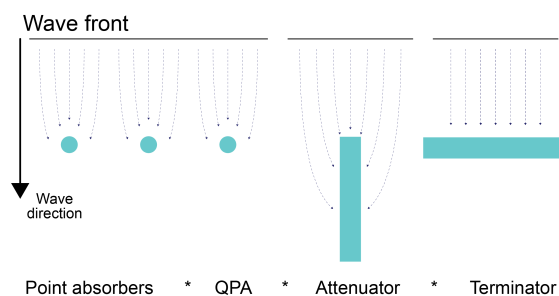 Wave front
Wave
direction
Point absorbers * QPA * Attenuator * Terminator